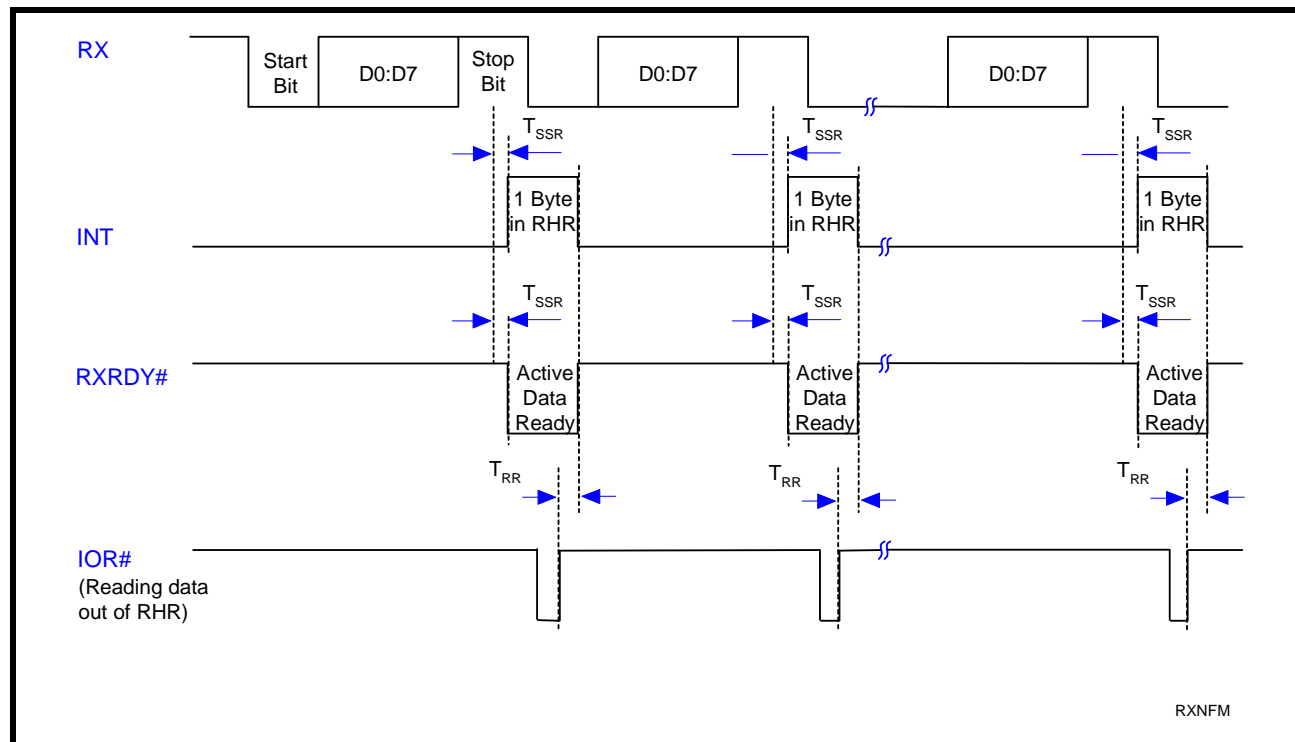 RX
Start
Bit
D0:D7
Stop
Bit
D0:D7
D0:D7
TSSR
TSSR
TSSR
INT
1 Byte
in RHR
1 Byte
in RHR
1 Byte
in RHR
TSSR
TSSR
TSSR
RXRDY#
Active
Data
Ready
Active
Data
Ready
Active
Data
Ready
TRR
TRR
TRR
IOR#
(Reading data
out of RHR)
RXNFM